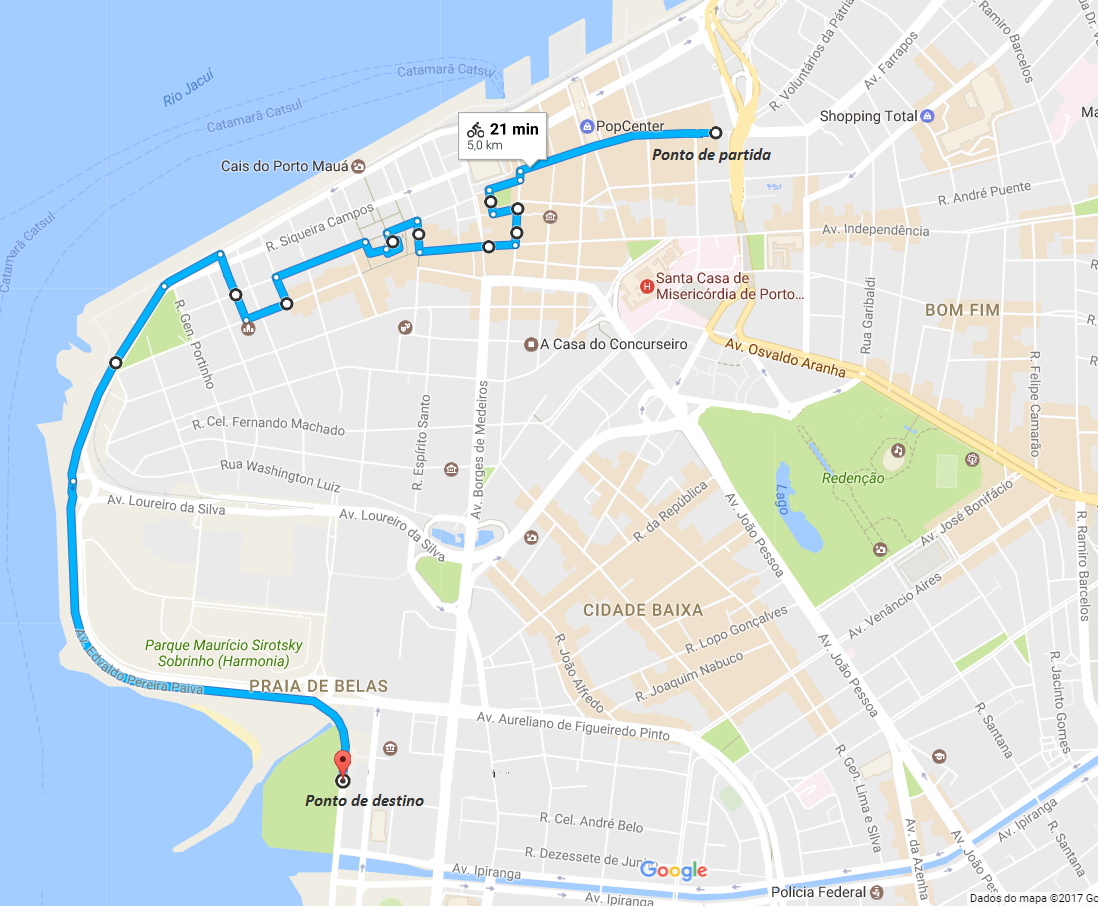 Rio Jacuí
Catamarã Catsul
Catamarã Catsu
Catamarã Catsul
R. Voluntários da Pátria
Av. Farrapos
R. Ramiro Barcelos
Shopping Total
21 min
5,0 km
PopCenter
Ponto de partida
Cais do Porto Mauá
R. André Puente
R. Siqueira Campos
Av. Independência
Santa Casa de
Misericórdia de Porto...
R. Gen. Portinho
Rua Garibaldi
BOM FIM
A Casa do Concurseiro
Av. Osvaldo Aranha
R. Felipe Camarão
R. Espírito Santo
Av. Borges de Medeiros
R. Cel. Fernando Machado
Rua Washington Luiz
Redenção
Lago
R. da República
Av. José Bonifácio
Av. Loureiro da Silva
Av. Loureiro da Silva
Av. João Pessoa
R. Ramiro Barcelos
Av. Venâncio Aires
CIDADE BAIXA
R. Lopo Gonçalves
R. Joaquim Nabuco
R. João Alfredo
Av. João Pessoa
Parque Maurício Sirotsky
Sobrinho (Harmonia)
Av. Edvaldo Pereira Paiva
PRAIA DE BELAS
R. Jacinto Gomes
R. Santana
Av. Aureliano de Figueiredo Pinto
R. Gen. Lima e Silva
Ponto de destino
R. Cel. André Belo
Av. da Azenha
Av. João Pessoa
Av. Ipiranga
R. Santana
R. Dezessete de Junho
Google
Av. Ipiranga
Av. Ipiranga
Polícia Federal
Dados do mapa ©2017 Go